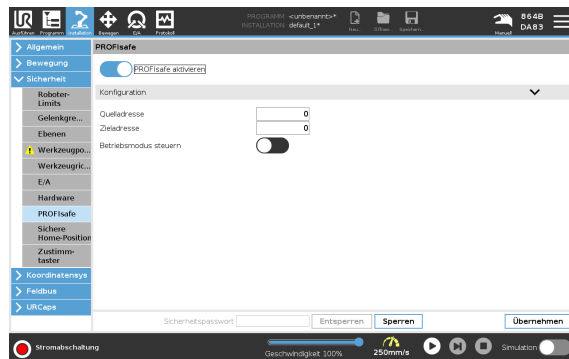 PROGRAMM <unbenannt>*
INSTALLATION default_1*
864B
DA83
Ausführen Programm Installation Bewegen E/A Protokoll Neu... Öffnen... Speichern... Manuell
Allgemein
PROFIsafe
Bewegung
PROFIsafe aktivieren
Sicherheit
Roboter-
Limits
Konfiguration
Gelenkgre...
Quelladresse 0
Ebenen
Zieladresse 0
Werkzeugpo...
Betriebsmodus steuern
Werkzeugric...
E/A
Hardware
PROFIsafe
Sichere
Home-Position
Zustimm-
taster
Koordinatensys
Feldbus
URCaps
Sicherheitspasswort Entsperren Sperren Übernehmen
Stromabschaltung
Geschwindigkeit 100%
250mm/s
Simulation